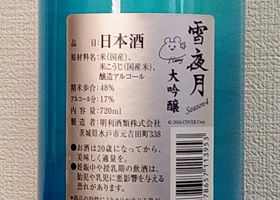 品目:日本酒
原材料名:米(国産)、
米こうじ(国産米)、
醸造アルコール
精米歩合:48%
アルコール分:17%
内容量:720ml
製造者:明利酒類株式会社
茨城県水戸市元吉田町338
●お酒は20歳になってから、
美味しく適量を。
●妊娠中や授乳期の飲酒は、
胎児や乳児に悪影響を与える
恐れが
雪夜月
大吟醸
Season4
© 2016 COVER Corp.